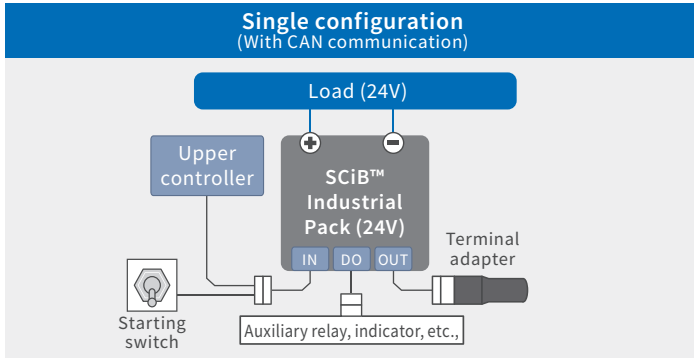 Single configuration
(With CAN communication)
Load (24V)
+
−
Upper
controller
SCiB™
Industrial
Pack (24V)
IN DO OUT
Terminal
adapter
Starting
switch
Auxiliary relay, indicator, etc.,